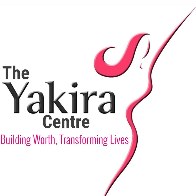 The
Yakira
Centre
Building Worth, Transforming Lives